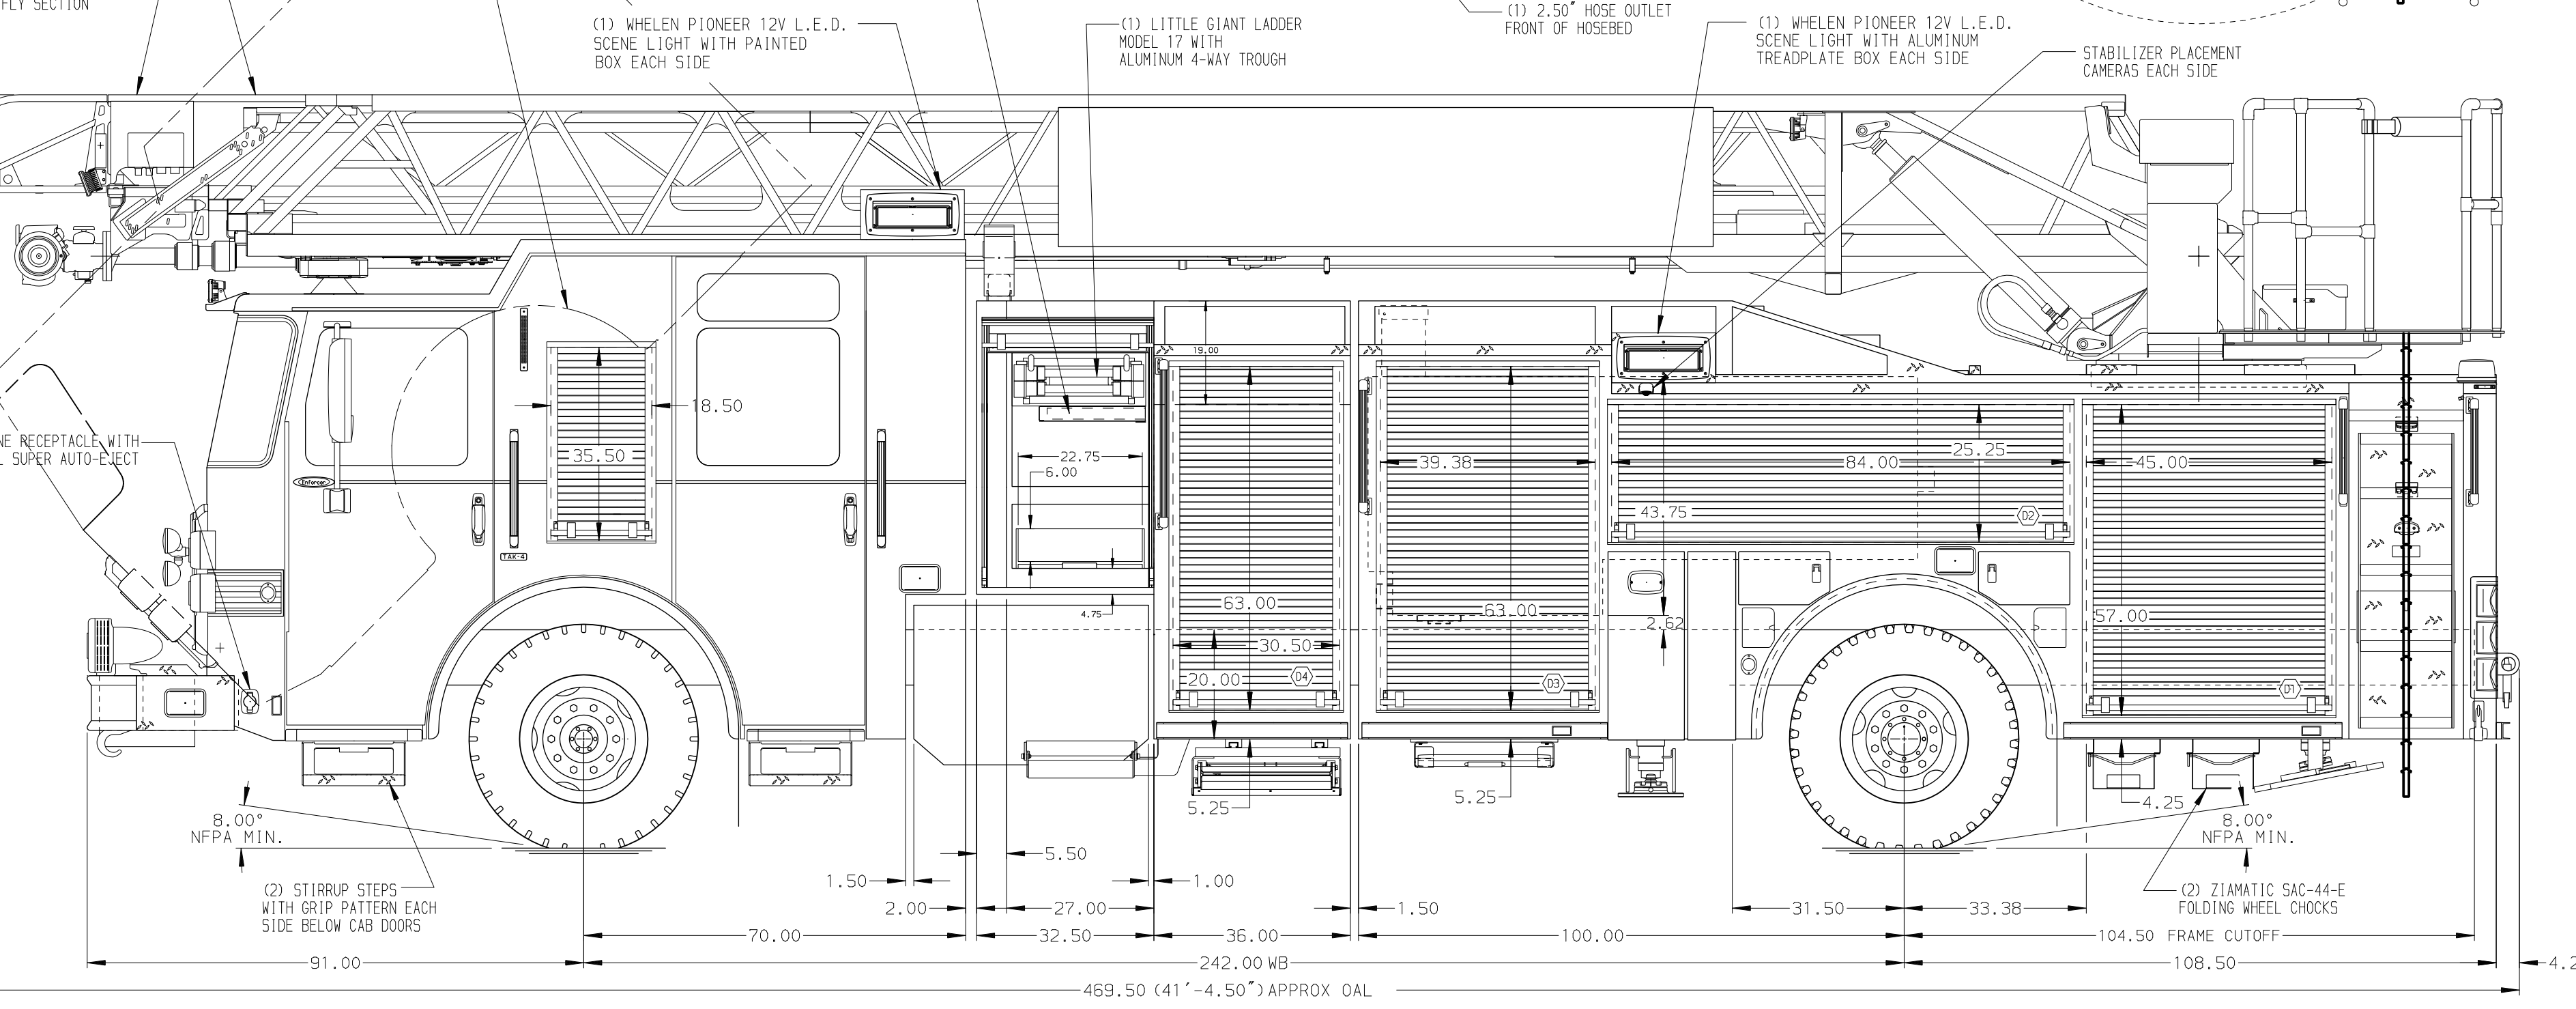 FLY SECTION
(1) WHELEN PIONEER 12V L.E.D.
SCENE LIGHT WITH PAINTED
BOX EACH SIDE
(1) LITTLE GIANT LADDER
MODEL 17 WITH
ALUMINUM 4-WAY TROUGH
(1) 2.50" HOSE OUTLET
FRONT OF HOSEBED
(1) WHELEN PIONEER 12V L.E.D.
SCENE LIGHT WITH ALUMINUM
TREADPLATE BOX EACH SIDE
STABILIZER PLACEMENT
CAMERAS EACH SIDE
19.00
18.50
35.50
22.75
6.00
39.38
84.00
25.25
45.00
NE RECEPTACLE WITH
L SUPER AUTO-EJECT
Enforcer
43.75
D2
TAK-4
4.75
63.00
63.00
2.62
57.00
30.50
20.00
D4
D3
D1
5.25
5.25
4.25
8.00°
NFPA MIN.
8.00°
NFPA MIN.
(2) STIRRUP STEPS
WITH GRIP PATTERN EACH
SIDE BELOW CAB DOORS
(2) ZIAMATIC SAC-44-E
FOLDING WHEEL CHOCKS
5.50
1.50
1.00
2.00
27.00
1.50
31.50
33.38
70.00
32.50
36.00
100.00
104.50 FRAME CUTOFF
91.00
242.00 WB
108.50
4.2
469.50 (41'-4.50") APPROX OAL